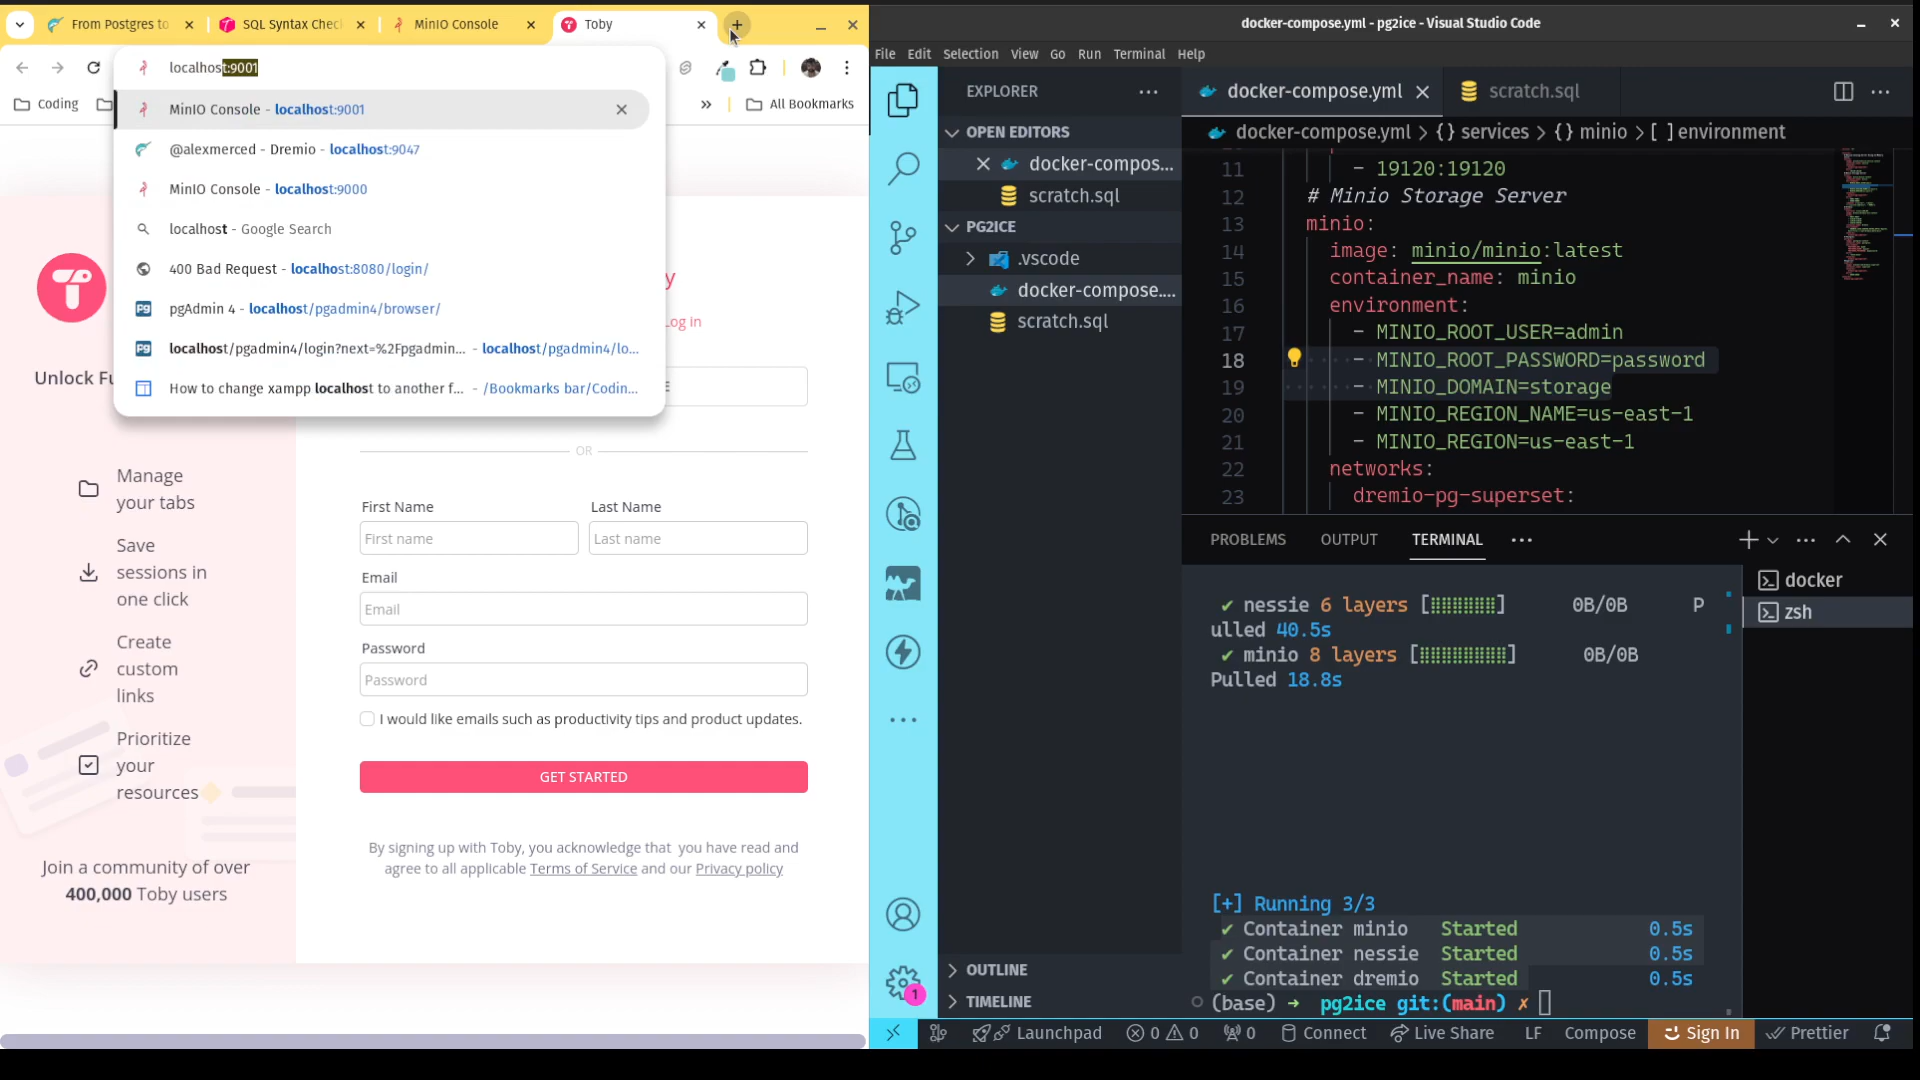 From Postgres to
SQL Syntax Chec
MinIO Console
Toby
localhost:9001
Coding
All Bookmarks
MinIO Console - localhost:9001
@alexmerced - Dremio - localhost:9047
MinIO Console - localhost:9000
localhost - Google Search
400 Bad Request - localhost:8080/login/
pgAdmin 4 - localhost/pgadmin4/browser/
localhost/pgadmin4/login?next=%2Fpgadmin... - localhost/pgadmin4/lo...
How to change xampp localhost to another f... - /Bookmarks bar/Codin...
y
Log in
Unlock Fu
E
OR
Manage
your tabs
Save
sessions in
one click
Create
custom
links
Prioritize
your
resources
Join a community of over
400,000 Toby users
First Name
Last Name
First name
Last name
Email
Email
Password
Password
I would like emails such as productivity tips and product updates.
GET STARTED
By signing up with Toby, you acknowledge that you have read and
agree to all applicable Terms of Service and our Privacy policy
docker-compose.yml - pg2ice - Visual Studio Code
File Edit Selection View Go Run Terminal Help
EXPLORER
OPEN EDITORS
docker-compos...
scratch.sql
PG2ICE
.vscode
docker-compose....
scratch.sql
OUTLINE
TIMELINE
docker-compose.yml
scratch.sql
docker-compose.yml > {} services > {} minio > [ ] environment
11 - 19120:19120
12 # Minio Storage Server
13 minio:
14 image: minio/minio:latest
15 container_name: minio
16 environment:
17 - MINIO_ROOT_USER=admin
18 - MINIO_ROOT_PASSWORD=password
19 - MINIO_DOMAIN=storage
20 - MINIO_REGION_NAME=us-east-1
21 - MINIO_REGION=us-east-1
22 networks:
23 dremio-pg-superset:
PROBLEMS OUTPUT TERMINAL
docker
zsh
✔ nessie 6 layers [⣿⣿⣿⣿⣿⣿] 0B/0B P
ulled 40.5s
✔ minio 8 layers [⣿⣿⣿⣿⣿⣿⣿⣿] 0B/0B
Pulled 18.8s
[+] Running 3/3
✔ Container minio Started 0.5s
✔ Container nessie Started 0.5s
✔ Container dremio Started 0.5s
(base) → pg2ice git:(main) ✗
1
Launchpad 0 0 0 Connect Live Share LF Compose Sign In Prettier